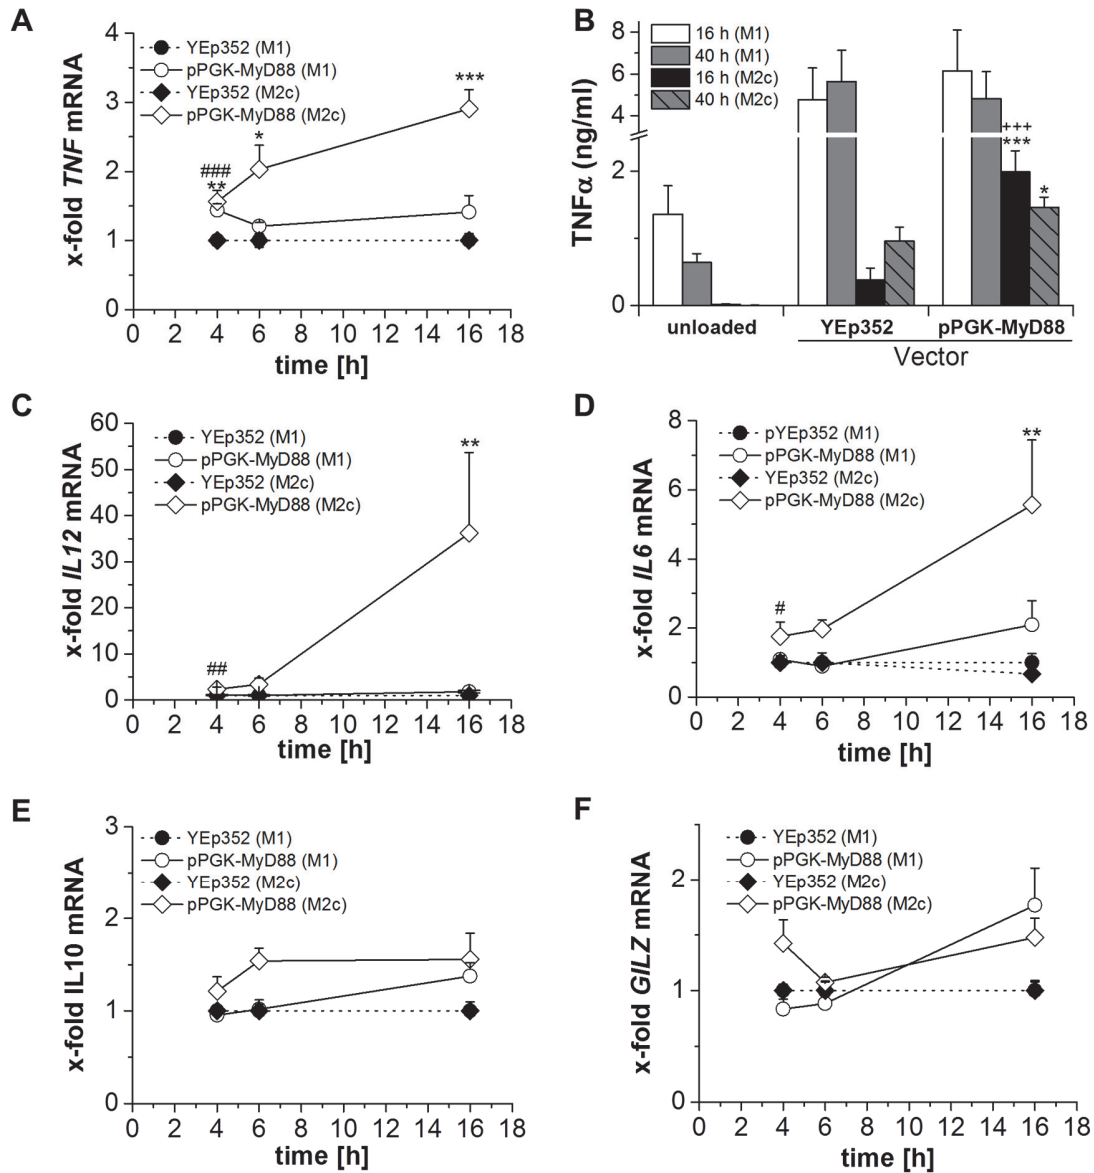 A
x-fold TNF mRNA
4
3
2
1
0
YEp352 (M1)
pPGK-MyD88 (M1)
YEp352 (M2c)
pPGK-MyD88 (M2c)
###
**
*
***
0 2 4 6 8 10 12 14 16 18
time [h]
B
TNFα (ng/ml)
8
6
4
2
0
16 h (M1)
40 h (M1)
16 h (M2c)
40 h (M2c)
+++
***
*
unloaded YEp352 pPGK-MyD88
Vector
C
x-fold IL12 mRNA
60
50
40
30
20
10
0
YEp352 (M1)
pPGK-MyD88 (M1)
YEp352 (M2c)
pPGK-MyD88 (M2c)
##
**
0 2 4 6 8 10 12 14 16 18
time [h]
D
x-fold IL6 mRNA
8
6
4
2
0
pYEp352 (M1)
pPGK-MyD88 (M1)
YEp352 (M2c)
pPGK-MyD88 (M2c)
#
**
0 2 4 6 8 10 12 14 16 18
time [h]
E
x-fold IL10 mRNA
3
2
1
0
YEp352 (M1)
pPGK-MyD88 (M1)
YEp352 (M2c)
pPGK-MyD88 (M2c)
0 2 4 6 8 10 12 14 16 18
time [h]
F
x-fold GILZ mRNA
2
1
0
YEp352 (M1)
pPGK-MyD88 (M1)
YEp352 (M2c)
pPGK-MyD88 (M2c)
0 2 4 6 8 10 12 14 16 18
time [h]